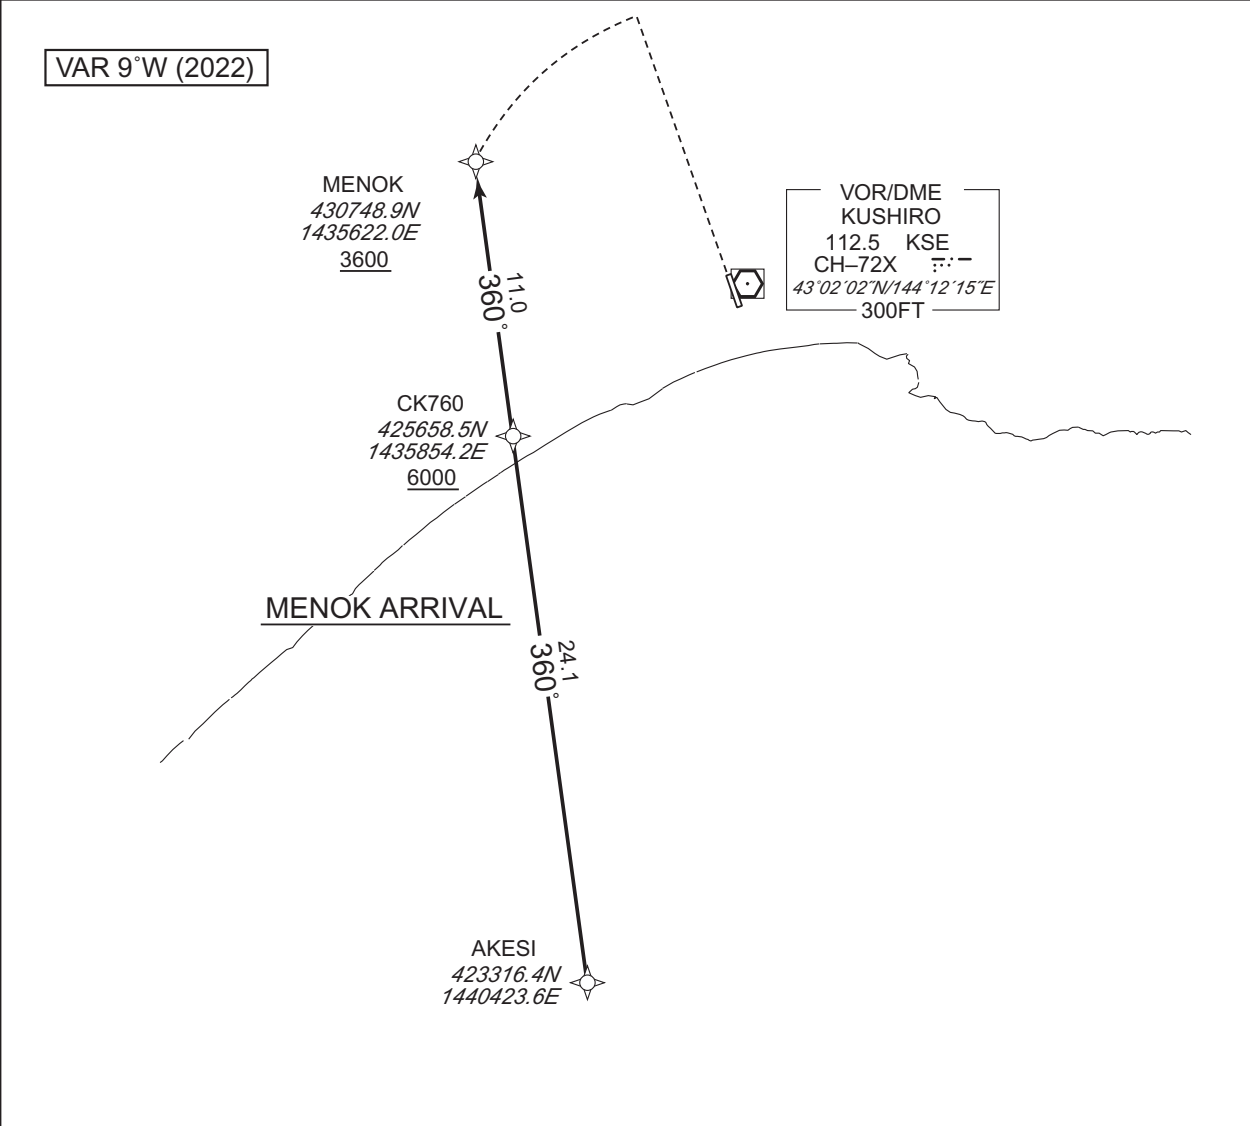 VAR 9°W (2022)
MENOK
430748.9N
1435622.0E
3600
VOR/DME
KUSHIRO
112.5 KSE
CH–72X
43°02′02″N/144°12′15″E
300FT
11.0
360°
CK760
425658.5N
1435854.2E
6000
MENOK ARRIVAL
24.1
360°
AKESI
423316.4N
1440423.6E